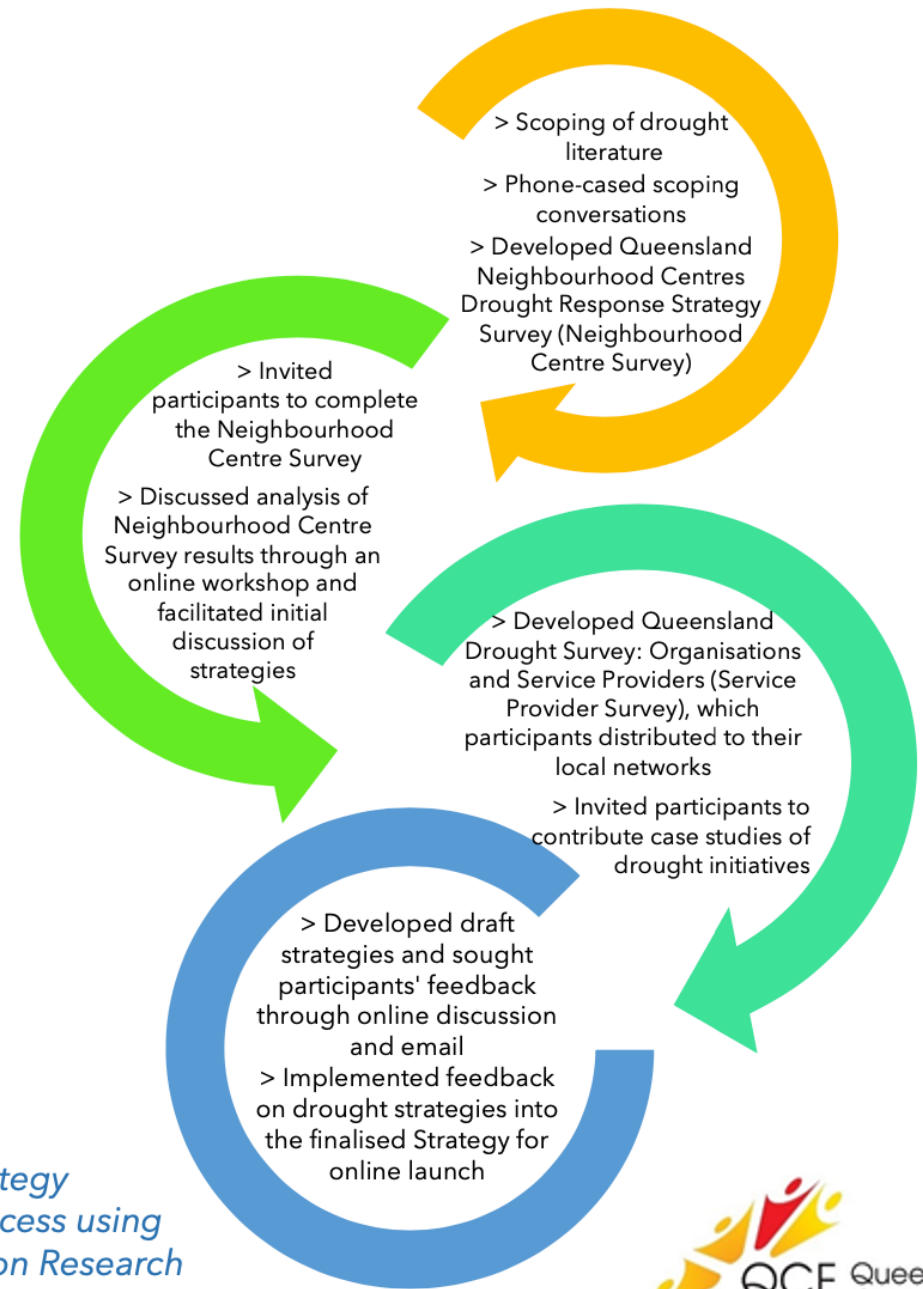 > Scoping of drought
literature
> Phone-cased scoping
conversations
> Developed Queensland
Neighbourhood Centres
Drought Response Strategy
Survey (Neighbourhood
Centre Survey)
> Invited
participants to complete
the Neighbourhood
Centre Survey
> Discussed analysis of
Neighbourhood Centre
Survey results through an
online workshop and
facilitated initial
discussion of
strategies
> Developed Queensland
Drought Survey: Organisations
and Service Providers (Service
Provider Survey), which
participants distributed to their
local networks
> Invited participants to
contribute case studies of
drought initiatives
> Developed draft
strategies and sought
participants' feedback
through online discussion
and email
> Implemented feedback
on drought strategies into
the finalised Strategy for
online launch
tegy
cess using
on Research
QCF Quee